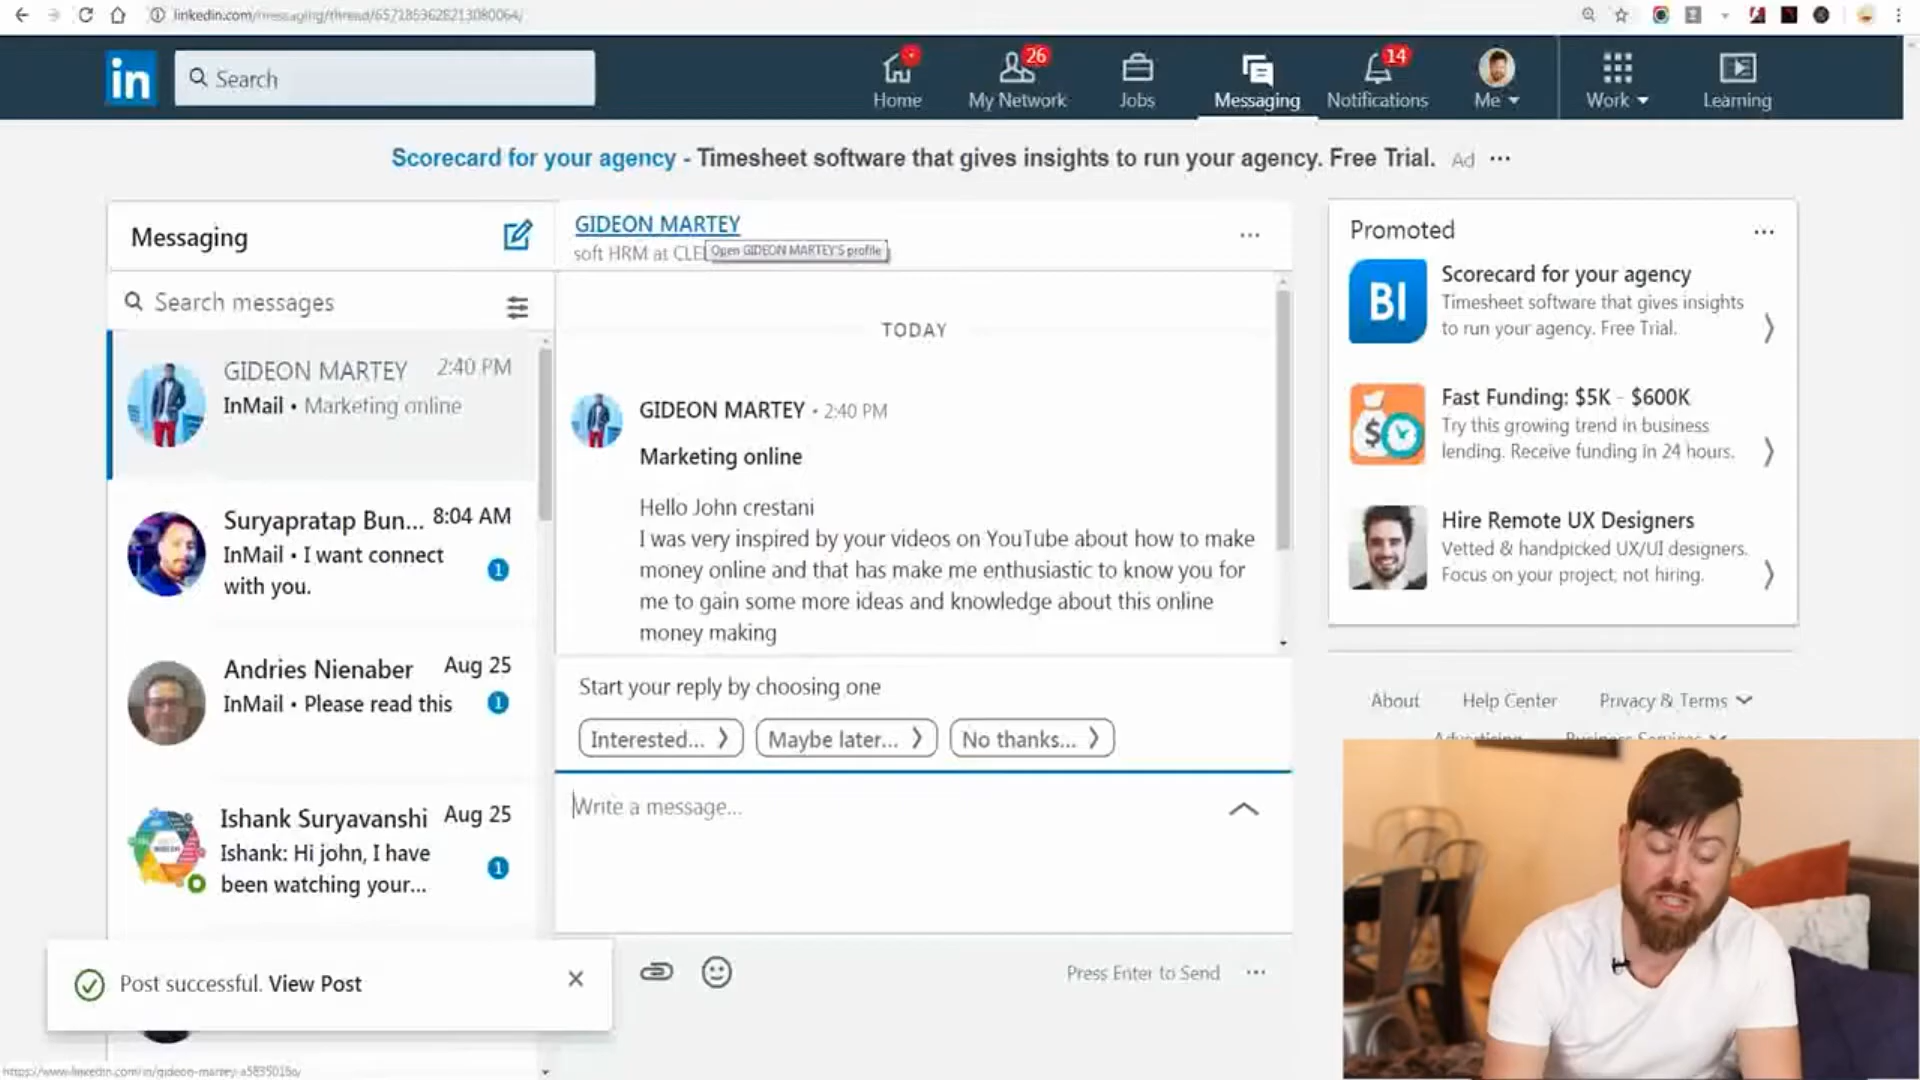 linkedin.com/messaging/thread/6571853628213080064/
in
Search
Home
26
My Network
Jobs
Messaging
14
Notifications
Me
Work
Learning
Scorecard for your agency - Timesheet software that gives insights to run your agency. Free Trial. Ad
Messaging
Search messages
GIDEON MARTEY 2:40 PM
InMail • Marketing online
Suryapratap Bun... 8:04 AM
InMail • I want connect
with you.
1
Andries Nienaber Aug 25
InMail • Please read this
1
Ishank Suryavanshi Aug 25
Ishank: Hi john, I have
been watching your...
1
GIDEON MARTEY
soft HRM at CLE
Open GIDEON MARTEY'S profile
TODAY
GIDEON MARTEY • 2:40 PM
Marketing online
Hello John crestani
I was very inspired by your videos on YouTube about how to make
money online and that has make me enthusiastic to know you for
me to gain some more ideas and knowledge about this online
money making
Start your reply by choosing one
Interested...
Maybe later...
No thanks...
Write a message...
Press Enter to Send
Promoted
BI
Scorecard for your agency
Timesheet software that gives insights
to run your agency. Free Trial.
Fast Funding: $5K - $600K
Try this growing trend in business
lending. Receive funding in 24 hours.
Hire Remote UX Designers
Vetted & handpicked UX/UI designers.
Focus on your project, not hiring.
About
Help Center
Privacy & Terms
Advertising
Business Services
Post successful. View Post